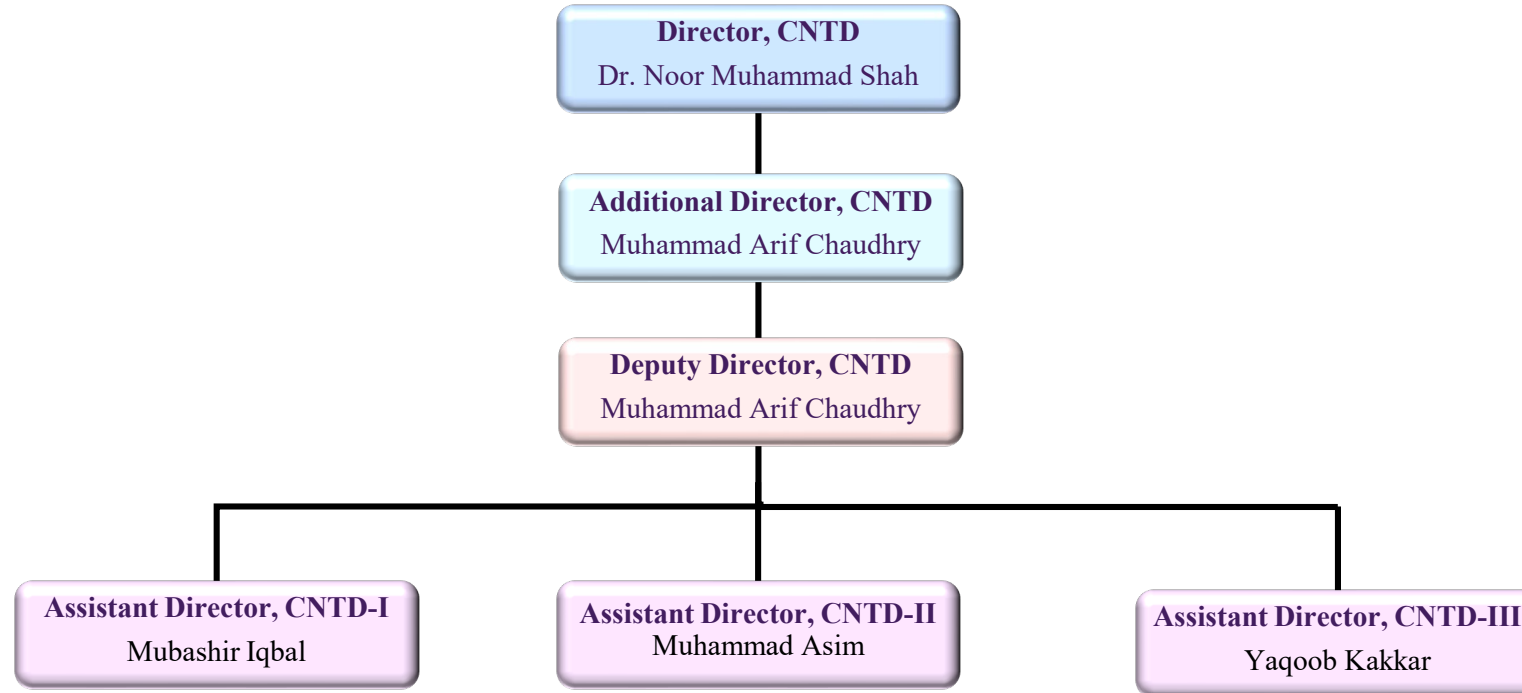 Director, CNTD
Dr. Noor Muhammad Shah
Additional Director, CNTD
Muhammad Arif Chaudhry
Deputy Director, CNTD
Muhammad Arif Chaudhry
Assistant Director, CNTD-I
Mubashir Iqbal
Assistant Director, CNTD-II
Muhammad Asim
Assistant Director, CNTD-III
Yaqoob Kakkar